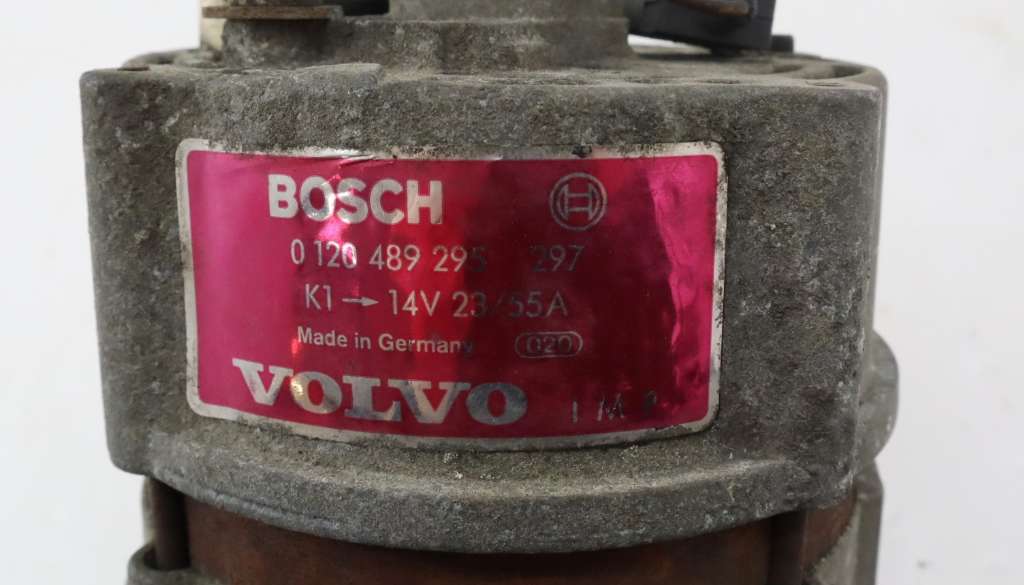 BOSCH
0 120 489 295 297
K1 → 14V 23/55A
Made in Germany 020
VOLVO I M